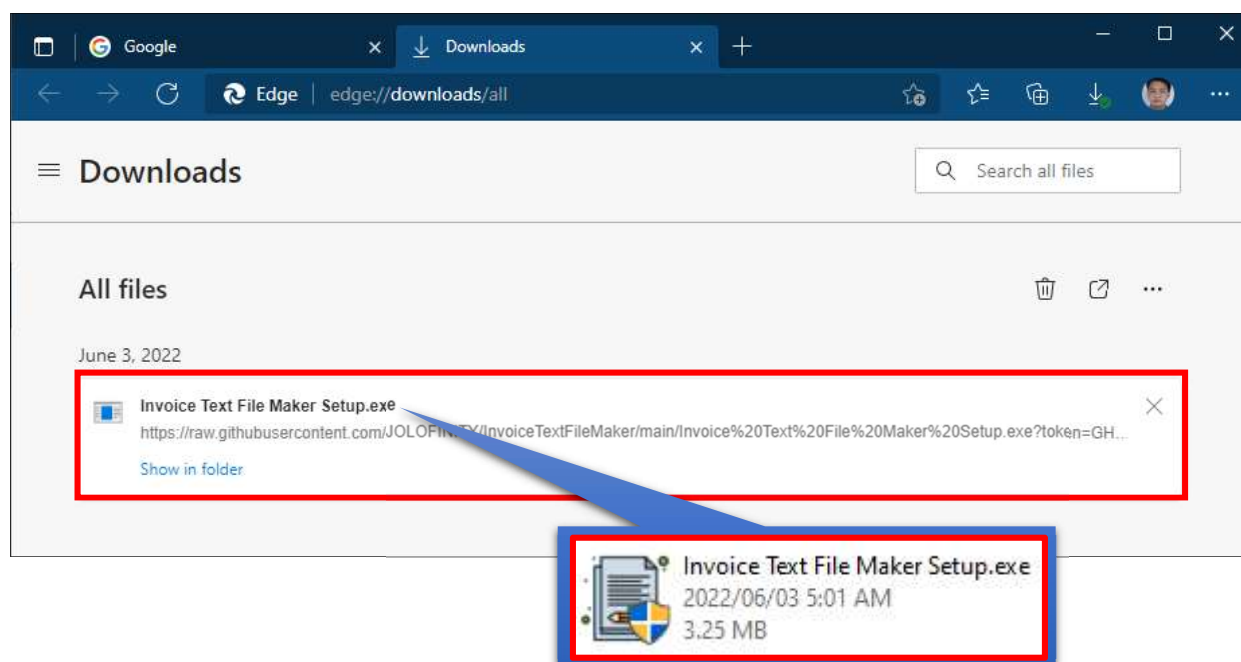 Google
Downloads
Edge
edge://downloads/all
Downloads
Search all files
All files
June 3, 2022
Invoice Text File Maker Setup.exe
https://raw.githubusercontent.com/JOLOFINITY/InvoiceTextFileMaker/main/Invoice%20Text%20File%20Maker%20Setup.exe?token=GH...
Show in folder
Invoice Text File Maker Setup.exe
2022/06/03 5:01 AM
3.25 MB